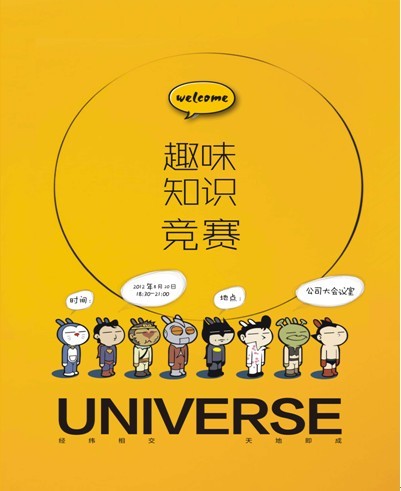 welcome
趣味
知识
竞赛
时间：
2012年8月10日
18:30-21:00
地点：
公司大会议室
UNIVERSE
经纬相交 天地即成